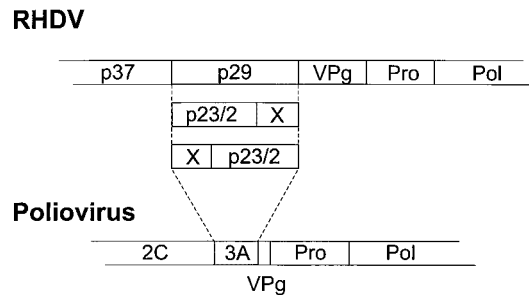 RHDV
p37 p29 VPg Pro Pol
p23/2 X
X p23/2
Poliovirus
2C 3A Pro Pol
VPg